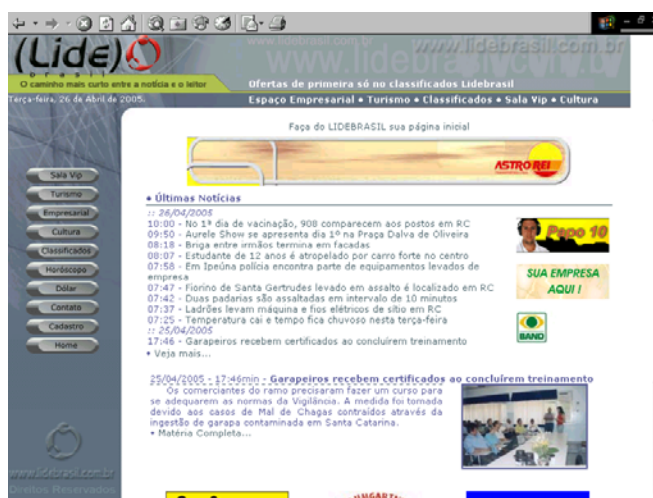 (Lide)
brasil
O caminho mais curto entre a notícia e o leitor
www.lidebrasil.com.br
www.lidebrasil.com.br
www.lidebrasil.com.br
Ofertas de primeira só no classificados Lidebrasil
Terça-feira, 26 de Abril de 2005.
Espaço Empresarial • Turismo • Classificados • Sala Vip • Cultura
Faça do LIDEBRASIL sua página inicial
ASTRO REI
Sala Vip
Turismo
Empresarial
Cultura
Classificados
Horóscopo
Dólar
Contato
Cadastro
Home
• Últimas Notícias
:: 26/04/2005
10:00 - No 1ª dia de vacinação, 908 comparecem aos postos em RC
09:50 - Aurele Show se apresenta dia 1º na Praça Dalva de Oliveira
08:18 - Briga entre irmãos termina em facadas
08:07 - Estudante de 12 anos é atropelado por carro forte no centro
07:58 - Em Ipeúna polícia encontra parte de equipamentos levados de
empresa
07:47 - Fiorino de Santa Gertrudes levado em assalto é localizado em RC
07:42 - Duas padarias são assaltadas em intervalo de 10 minutos
07:37 - Ladrões levam máquina e fios elétricos de sítio em RC
07:25 - Temperatura cai e tempo fica chuvoso nesta terça-feira
:: 25/04/2005
17:46 - Garapeiros recebem certificados ao concluírem treinamento
• Veja mais...
Papo 10
SUA EMPRESA
AQUI !
BAND
25/04/2005 - 17:46min - Garapeiros recebem certificados ao concluírem treinamento
Os comerciantes do ramo precisaram fazer um curso para
se adequarem as normas da Vigilância. A medida foi tomada
devido aos casos de Mal de Chagas contraídos através da
ingestão de garapa contaminada em Santa Catarina.
• Matéria Completa...
www.lidebrasil.com.br
Direitos Reservados